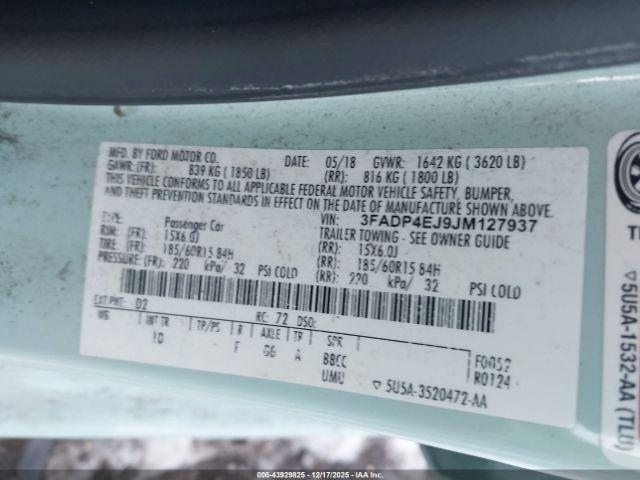 MFD. BY FORD MOTOR CO. DATE: 05/18 GVWR: 1642 KG ( 3620 LB)
GAWR: (FR): 839 KG ( 1850 LB) (RR): 816 KG ( 1800 LB)
THIS VEHICLE CONFORMS TO ALL APPLICABLE FEDERAL MOTOR VEHICLE SAFETY, BUMPER,
AND THEFT PREVENTION STANDARDS IN EFFECT ON THE DATE OF MANUFACTURE SHOWN ABOVE.
VIN: 3FADP4EJ9JM127937
TYPE: Passenger Car TRAILER TOWING - SEE OWNER GUIDE
RIM: (FR): 15X6.0J (RR): 15X6.0J
TIRE: (FR): 185/60R15 84H (RR): 185/60R15 84H
PRESSURE: (FR): 220 kPa/ 32 PSI COLD (RR): 220 kPa/ 32 PSI COLD
EXT PNT: D2 RC: 72 DSO:
WB INT TR TP/PS R AXLE TR SPR
ID F GG A BBCC F0032
UMU R0124
5U5A-3520472-AA
5U5A-1532-AA (TLU)
000-43929825 - 12/17/2025 - IAADKCT01